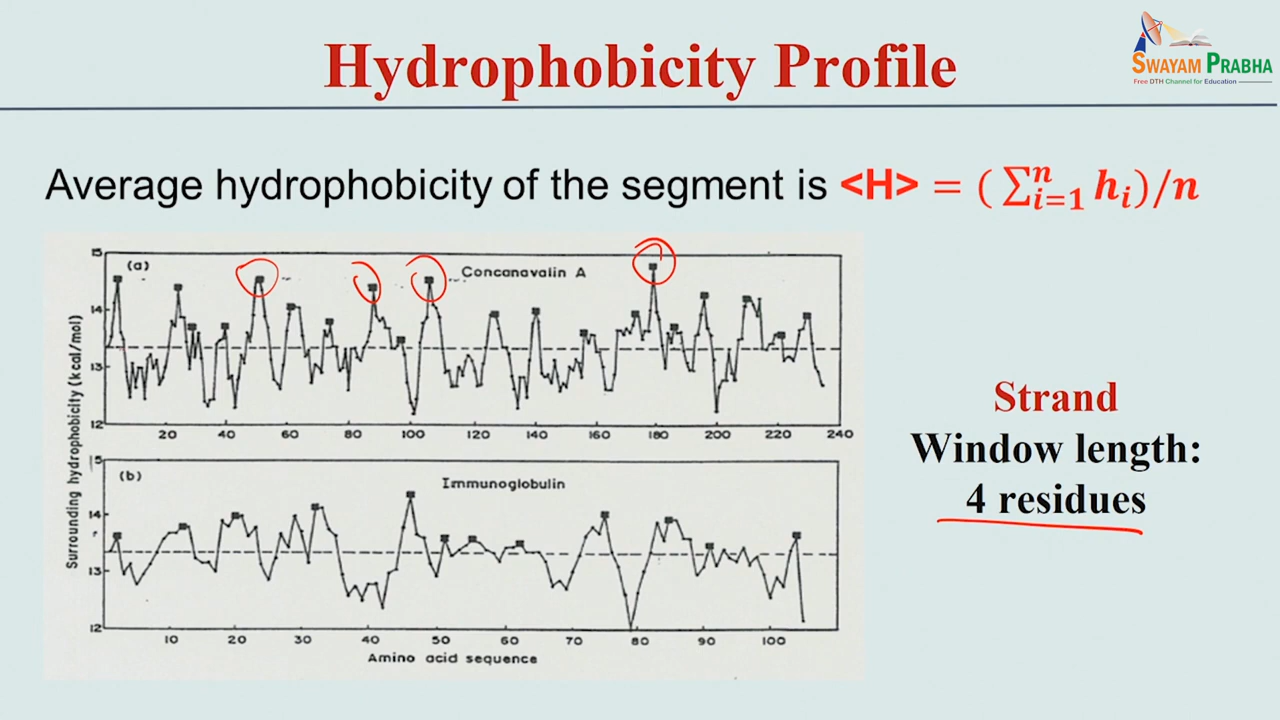 Hydrophobicity Profile
SWAYAM PRABHA
Free DTH Channel for Education
Average hydrophobicity of the segment is <H> = (∑ⁿᵢ₌₁ hᵢ)/n
15
(a)
Concanavalin A
14
13
12
20 40 60 80 100 120 140 160 180 200 220 240
Surrounding hydrophobicity (kcal/mol)
15
(b)
Immunoglobulin
14
13
12
10 20 30 40 50 60 70 80 90 100
Amino acid sequence
Strand
Window length:
4 residues